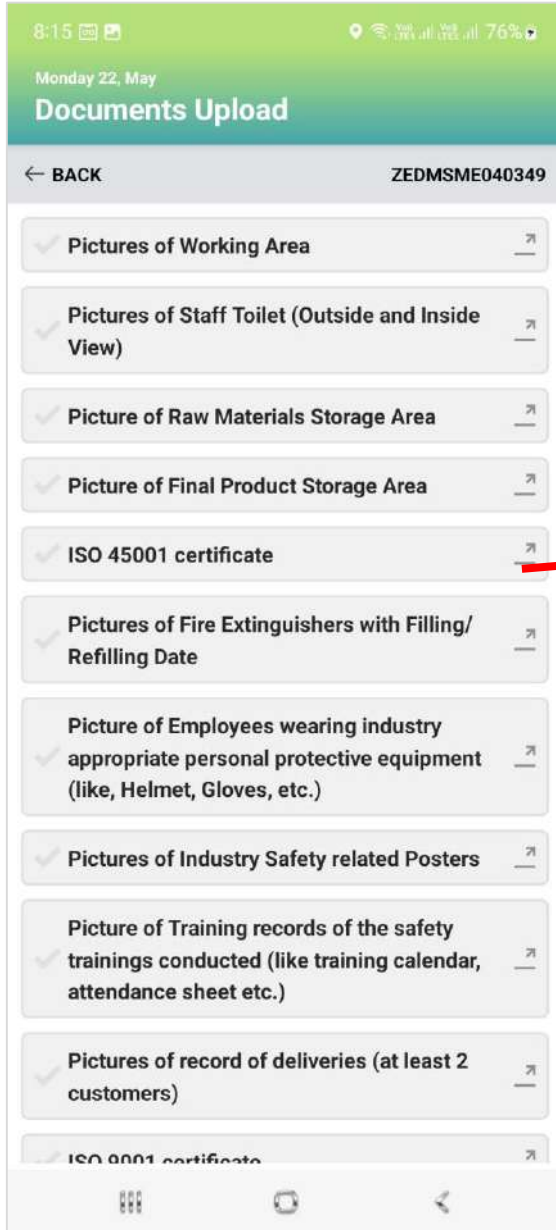 8:15 76%
Monday 22, May
Documents Upload
← BACK ZEDMSME040349
Pictures of Working Area
Pictures of Staff Toilet (Outside and Inside
View)
Picture of Raw Materials Storage Area
Picture of Final Product Storage Area
ISO 45001 certificate
Pictures of Fire Extinguishers with Filling/
Refilling Date
Picture of Employees wearing industry
appropriate personal protective equipment
(like, Helmet, Gloves, etc.)
Pictures of Industry Safety related Posters
Picture of Training records of the safety
trainings conducted (like training calendar,
attendance sheet etc.)
Pictures of record of deliveries (at least 2
customers)
ISO 9001 certificate